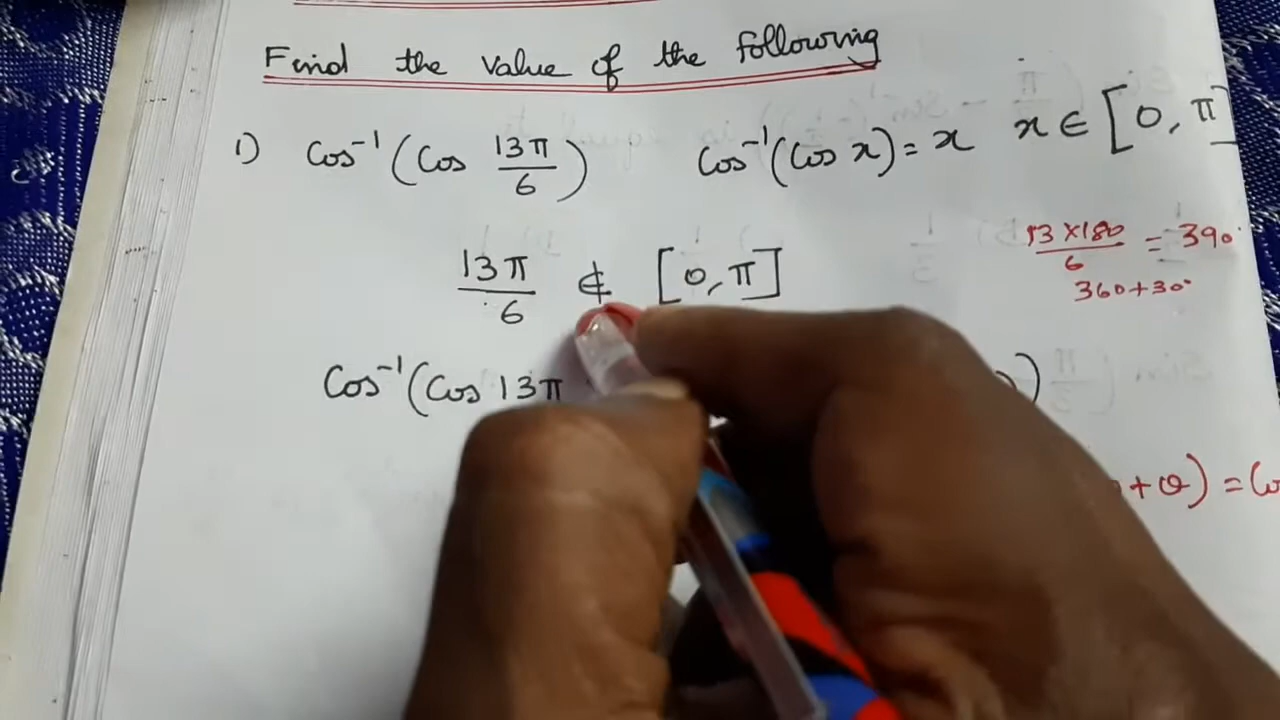 Find the value of the following
1) Cos⁻¹(Cos 13π/6) Cos⁻¹(Cos x) = x x ∈ [0, π]
13π/6 ∉ [0, π]
13×180/6 = 390°
360+30°
Cos⁻¹(Cos 13π )
+θ) = Co